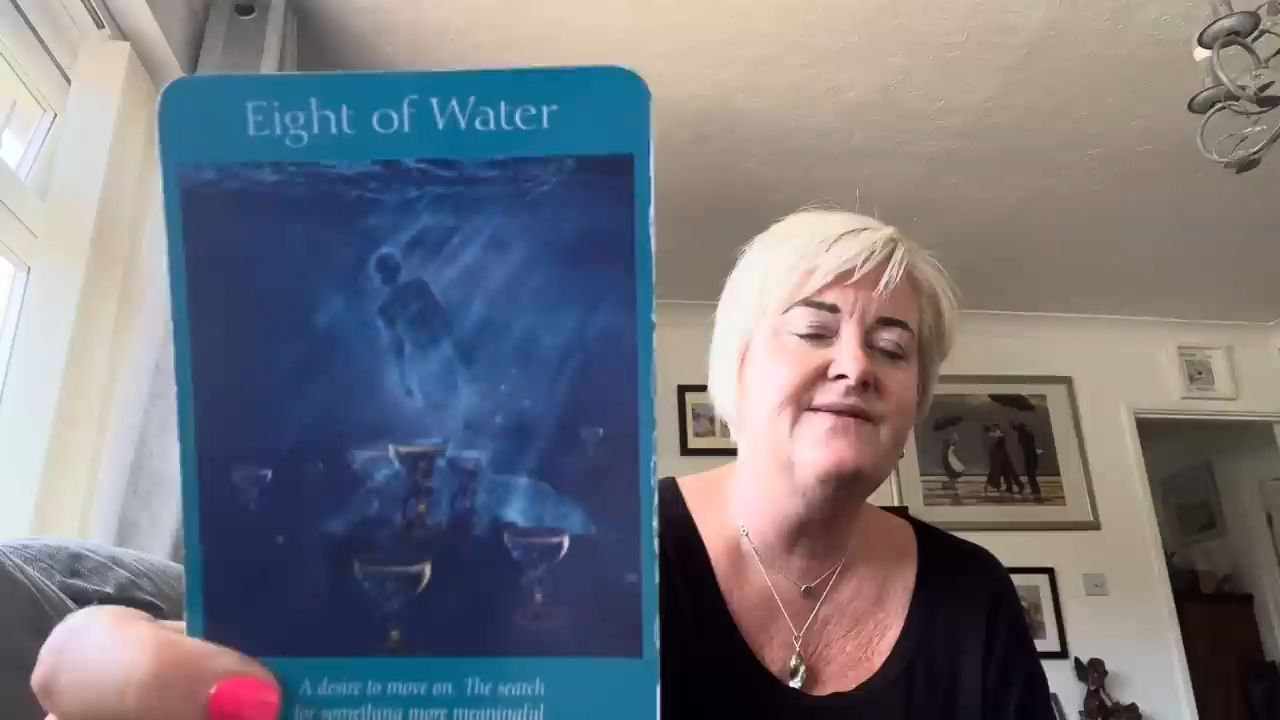 Eight of Water
A desire to move on. The search
for something more meaningful